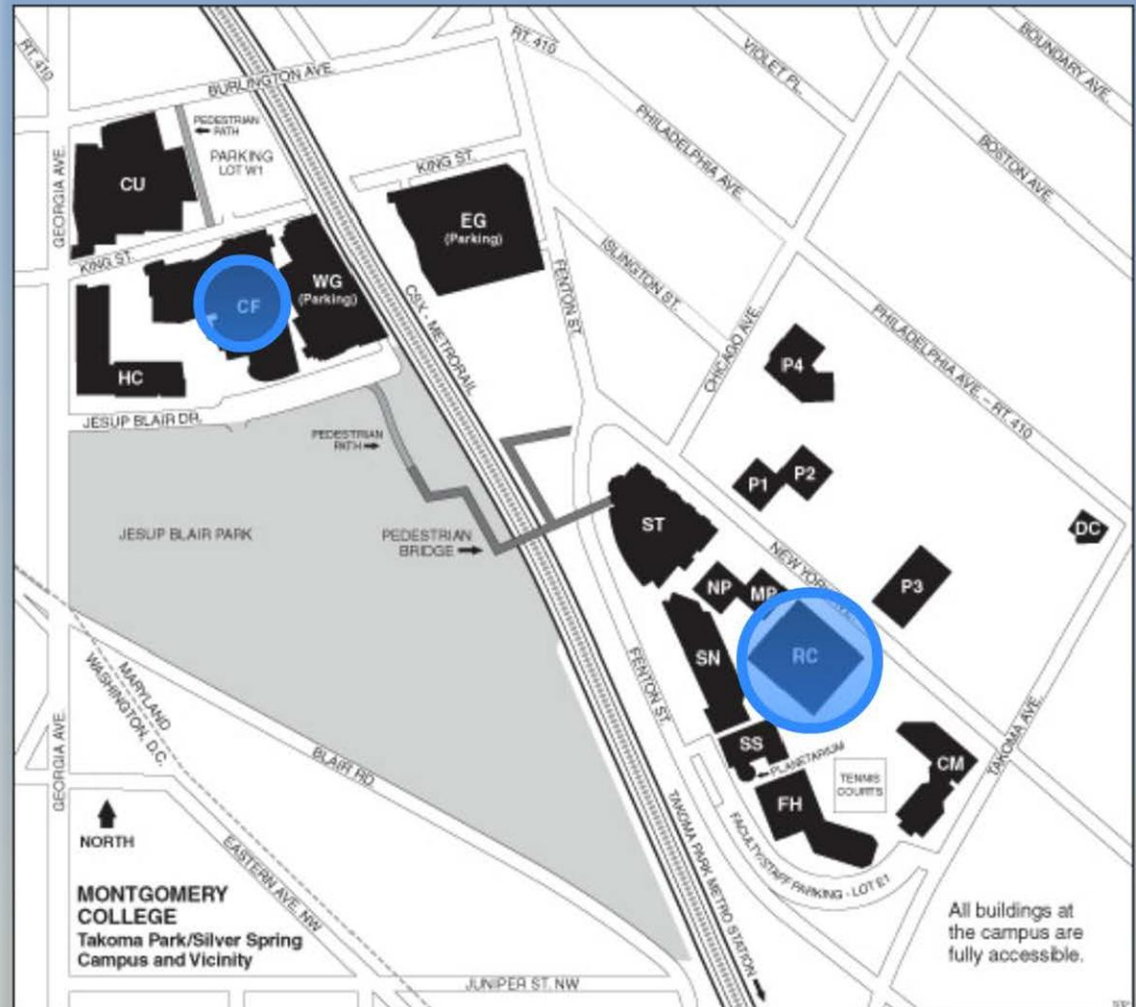 RT. 410
BURLINGTON AVE.
RT. 410
VIOLET PL.
BOUNDARY AVE.
PEDESTRIAN
PATH
PARKING
LOT W1
GEORGIA AVE.
CU
KING ST.
PHILADELPHIA AVE.
BOSTON AVE.
EG
(Parking)
KING ST.
CF
WG
(Parking)
HC
JESUP BLAIR DR.
CSX - METRORAIL
FENTON ST.
ISLINGTON ST.
CHICAGO AVE.
PHILADELPHIA AVE. – RT. 410
P4
PEDESTRIAN
PATH
P1
P2
JESUP BLAIR PARK
PEDESTRIAN
BRIDGE
ST
DC
NEW YORK
NP
MP
P3
SN
RC
FENTON ST.
SS
PLANETARIUM
CM
TAKOMA AVE.
TENNIS
COURTS
FH
MARYLAND
WASHINGTON, D.C.
GEORGIA AVE.
BLAIR RD
TAKOMA PARK METRO STATION
FACULTY/STAFF PARKING - LOT E1
NORTH
EASTERN AVE. NW
MONTGOMERY
COLLEGE
Takoma Park/Silver Spring
Campus and Vicinity
JUNIPER ST. NW
All buildings at
the campus are
fully accessible.